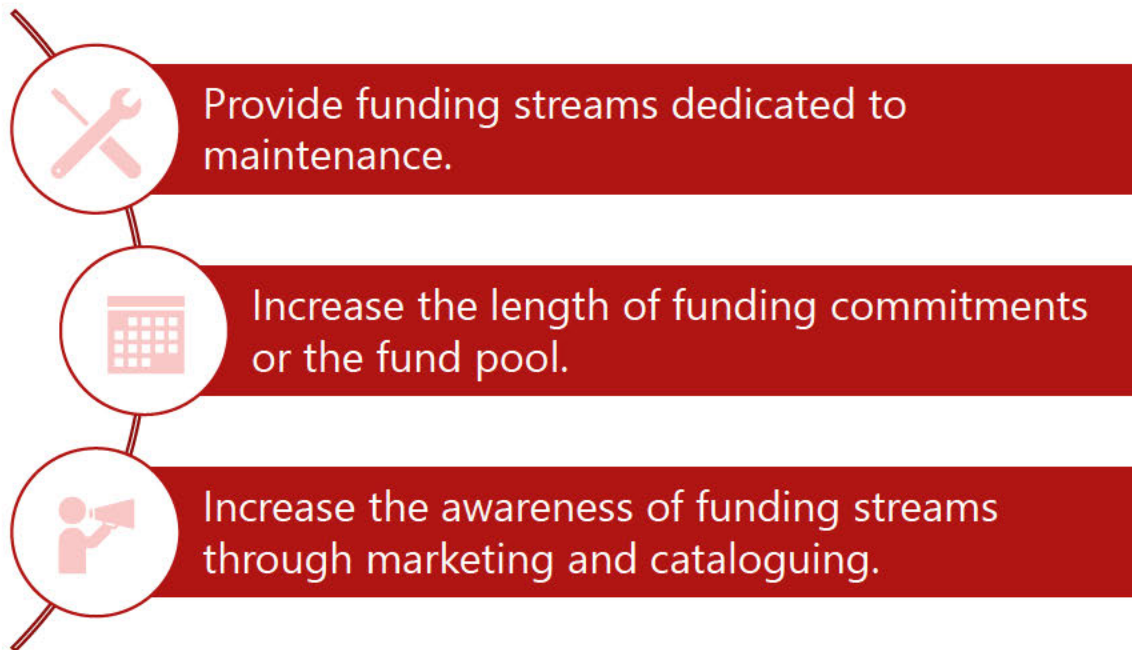 Provide funding streams dedicated to
maintenance.
Increase the length of funding commitments
or the fund pool.
Increase the awareness of funding streams
through marketing and cataloguing.